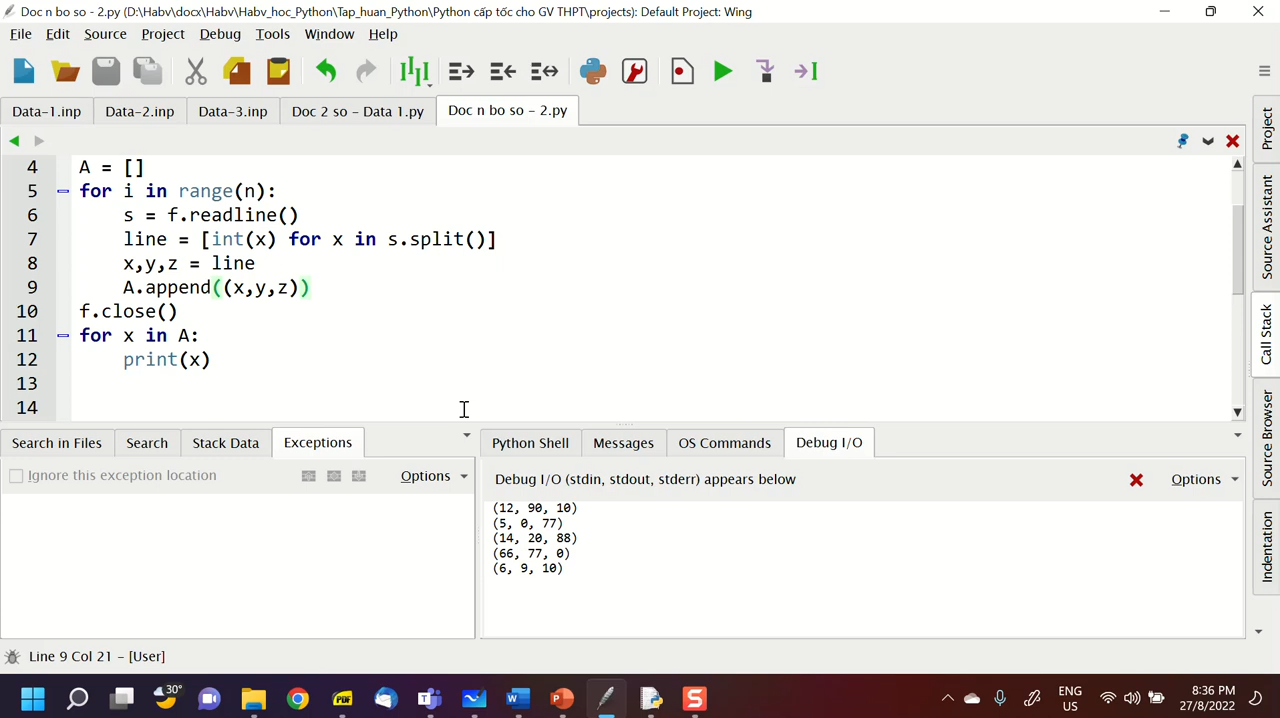 Doc n bo so - 2.py (D:\Habv\docx\Habv\Habv_hoc_Python\Tap_huan_Python\Python cấp tốc cho GV THPT\projects): Default Project: Wing
File Edit Source Project Debug Tools Window Help
Data-1.inp Data-2.inp Data-3.inp Doc 2 so - Data 1.py Doc n bo so - 2.py
4 A = []
5 for i in range(n):
6 s = f.readline()
7 line = [int(x) for x in s.split()]
8 x,y,z = line
9 A.append((x,y,z))
10 f.close()
11 for x in A:
12 print(x)
13
14
Project
Source Assistant
Call Stack
Source Browser
Indentation
Search in Files Search Stack Data Exceptions
Ignore this exception location Options
Python Shell Messages OS Commands Debug I/O
Debug I/O (stdin, stdout, stderr) appears below Options
(12, 90, 10)
(5, 0, 77)
(14, 20, 88)
(66, 77, 0)
(6, 9, 10)
Line 9 Col 21 - [User]
30°
PDF
ENG
US
8:36 PM
27/8/2022